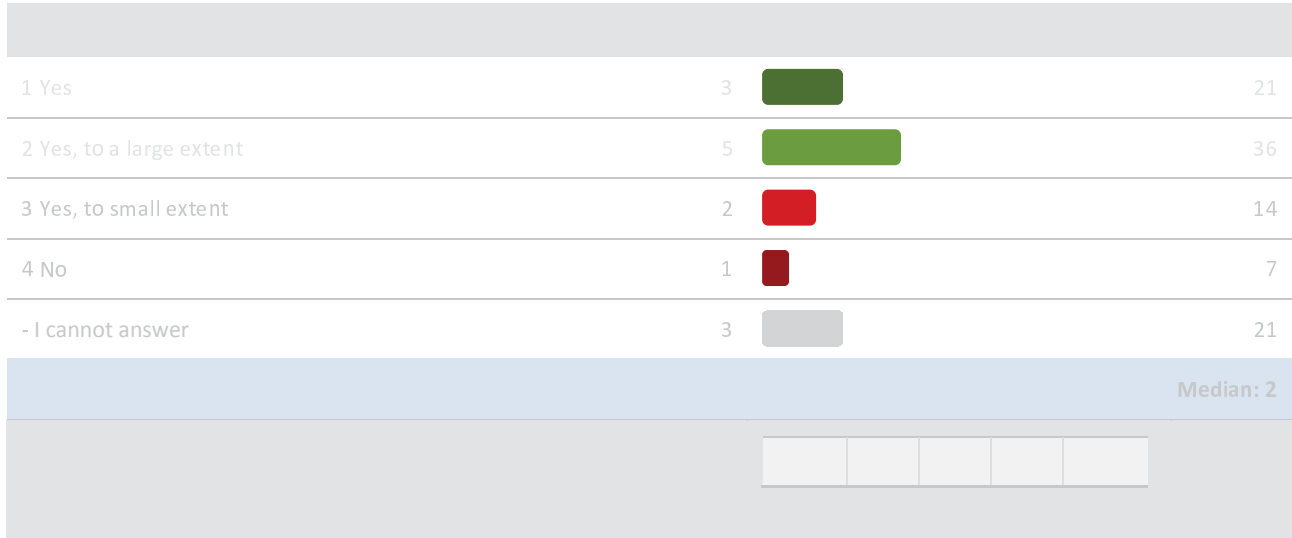 1 Yes 3 21
2 Yes, to a large extent 5 36
3 Yes, to small extent 2 14
4 No 1 7
- I cannot answer 3 21
Median: 2